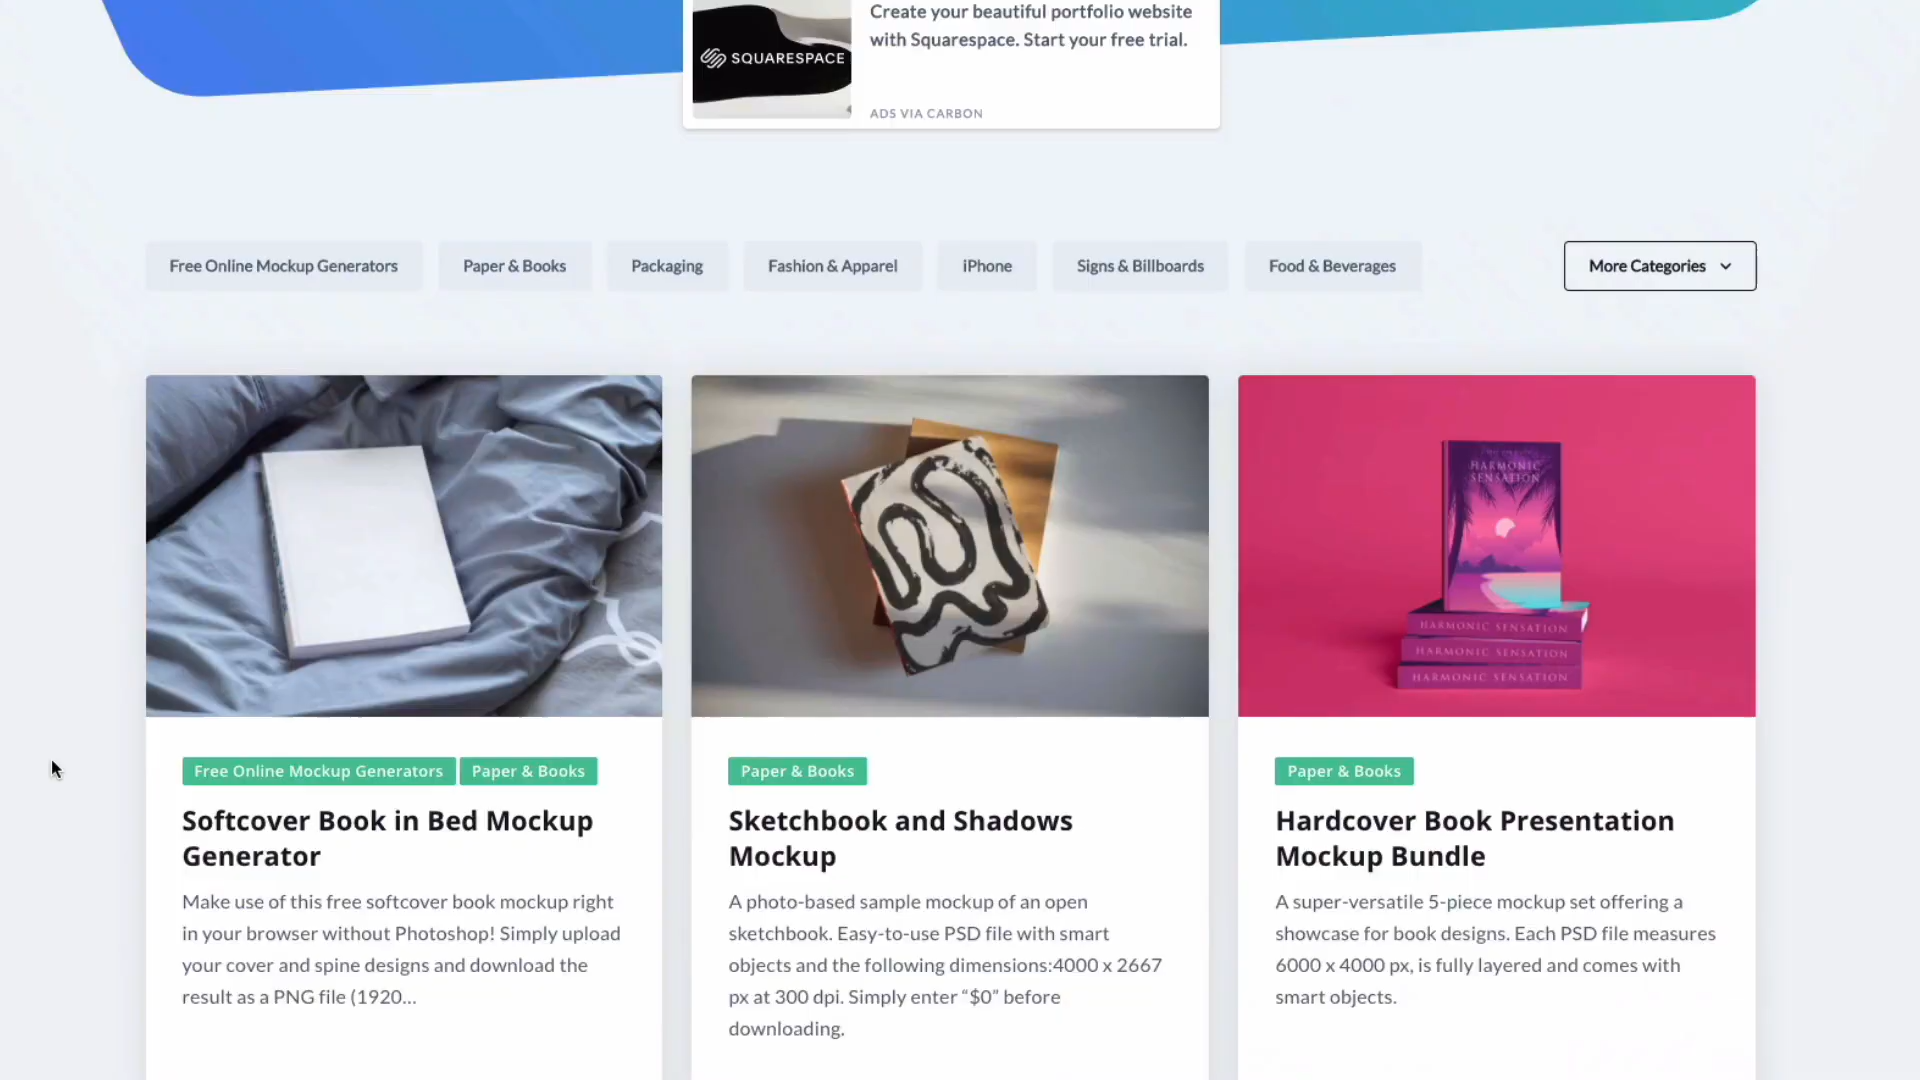 Create your beautiful portfolio website
with Squarespace. Start your free trial.
SQUARESPACE
ADS VIA CARBON
Free Online Mockup Generators
Paper & Books
Packaging
Fashion & Apparel
iPhone
Signs & Billboards
Food & Beverages
More Categories
HARMONIC
SENSATION
HARMONIC SENSATION
HARMONIC SENSATION
HARMONIC SENSATION
Free Online Mockup Generators
Paper & Books
Softcover Book in Bed Mockup
Generator
Make use of this free softcover book mockup right
in your browser without Photoshop! Simply upload
your cover and spine designs and download the
result as a PNG file (1920...
Paper & Books
Sketchbook and Shadows
Mockup
A photo-based sample mockup of an open
sketchbook. Easy-to-use PSD file with smart
objects and the following dimensions:4000 x 2667
px at 300 dpi. Simply enter “$0” before
downloading.
Paper & Books
Hardcover Book Presentation
Mockup Bundle
A super-versatile 5-piece mockup set offering a
showcase for book designs. Each PSD file measures
6000 x 4000 px, is fully layered and comes with
smart objects.